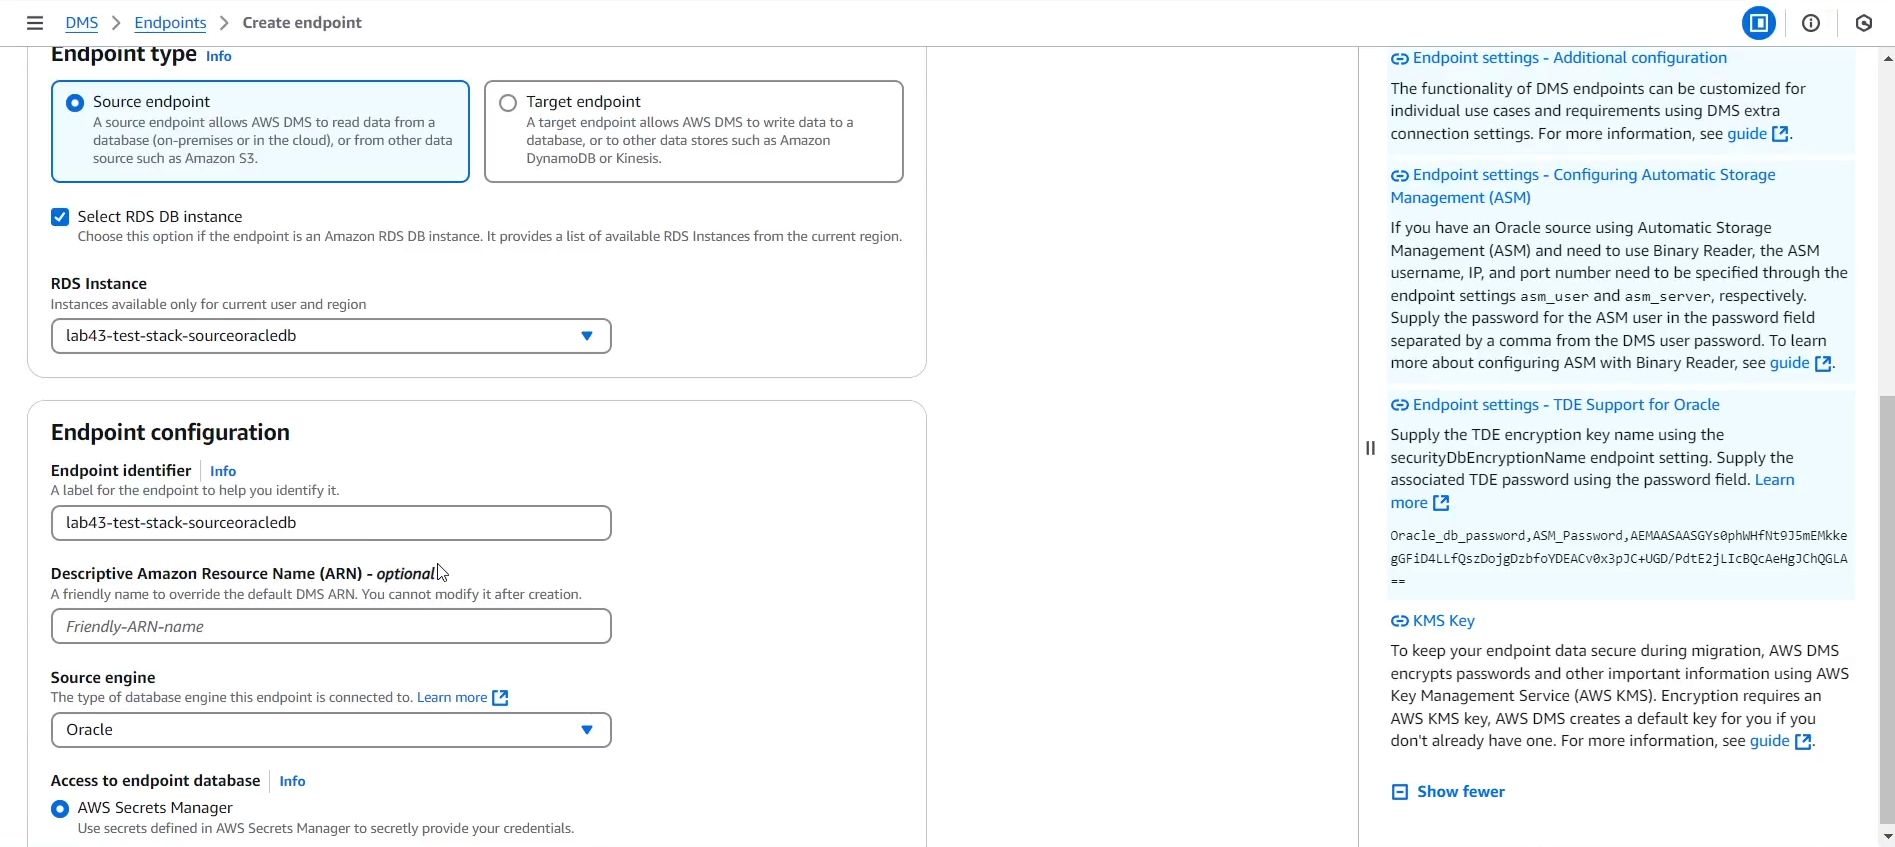 DMS > Endpoints > Create endpoint
Endpoint type Info
Source endpoint
A source endpoint allows AWS DMS to read data from a
database (on-premises or in the cloud), or from other data
source such as Amazon S3.
Target endpoint
A target endpoint allows AWS DMS to write data to a
database, or to other data stores such as Amazon
DynamoDB or Kinesis.
Select RDS DB instance
Choose this option if the endpoint is an Amazon RDS DB instance. It provides a list of available RDS Instances from the current region.
RDS Instance
Instances available only for current user and region
lab43-test-stack-sourceoracledb
Endpoint configuration
Endpoint identifier Info
A label for the endpoint to help you identify it.
lab43-test-stack-sourceoracledb
Descriptive Amazon Resource Name (ARN) - optional
A friendly name to override the default DMS ARN. You cannot modify it after creation.
Friendly-ARN-name
Source engine
The type of database engine this endpoint is connected to. Learn more
Oracle
Access to endpoint database Info
AWS Secrets Manager
Use secrets defined in AWS Secrets Manager to secretly provide your credentials.
Endpoint settings - Additional configuration
The functionality of DMS endpoints can be customized for
individual use cases and requirements using DMS extra
connection settings. For more information, see guide.
Endpoint settings - Configuring Automatic Storage
Management (ASM)
If you have an Oracle source using Automatic Storage
Management (ASM) and need to use Binary Reader, the ASM
username, IP, and port number need to be specified through the
endpoint settings asm_user and asm_server, respectively.
Supply the password for the ASM user in the password field
separated by a comma from the DMS user password. To learn
more about configuring ASM with Binary Reader, see guide.
Endpoint settings - TDE Support for Oracle
Supply the TDE encryption key name using the
securityDbEncryptionName endpoint setting. Supply the
associated TDE password using the password field. Learn
more
Oracle_db_password,ASM_Password,AEMAASAASGYs0phWHfNt9J5mEMkke
gGFiD4LLfQszDojgDzbfoYDEACv0x3pJC+UGD/PdtE2jLIcBQcAeHgJChQGLA
==
KMS Key
To keep your endpoint data secure during migration, AWS DMS
encrypts passwords and other important information using AWS
Key Management Service (AWS KMS). Encryption requires an
AWS KMS key, AWS DMS creates a default key for you if you
don't already have one. For more information, see guide.
Show fewer